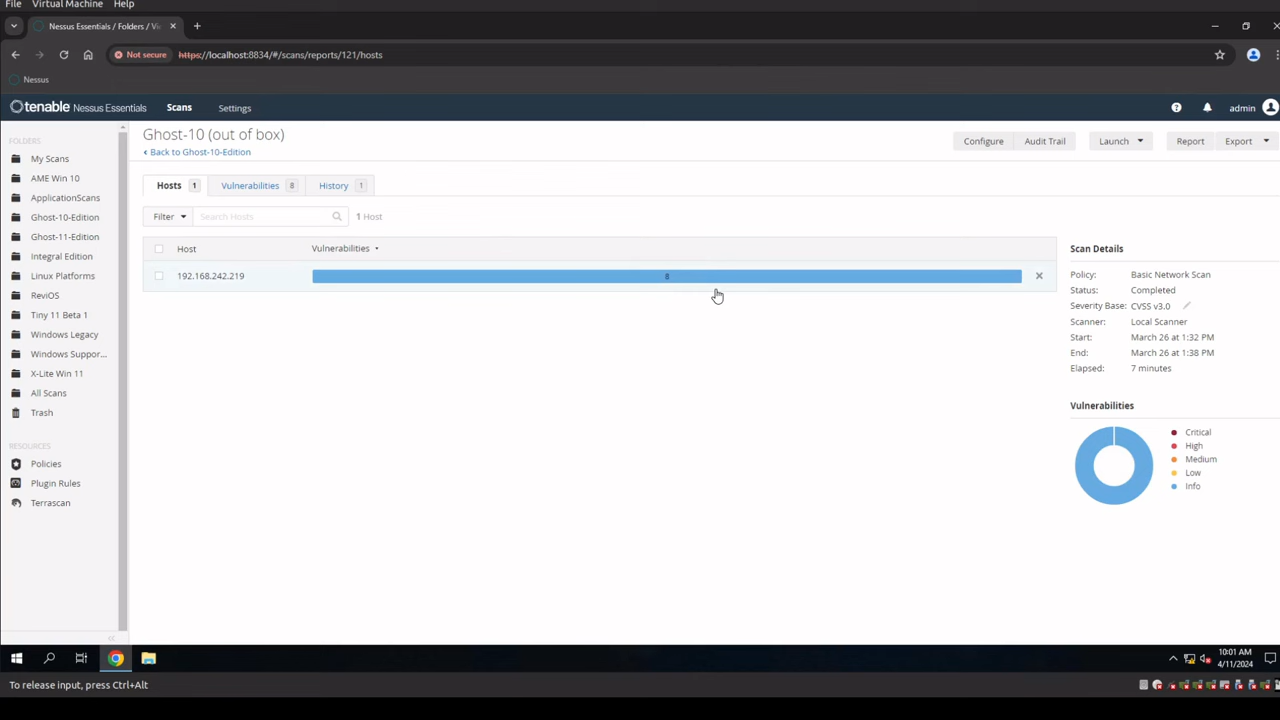 File Virtual Machine Help
Nessus Essentials / Folders / Vi
Not secure https://localhost:8834/#/scans/reports/121/hosts
Nessus
tenable Nessus Essentials Scans Settings admin
FOLDERS
My Scans
AME Win 10
ApplicationScans
Ghost-10-Edition
Ghost-11-Edition
Integral Edition
Linux Platforms
ReviOS
Tiny 11 Beta 1
Windows Legacy
Windows Suppor...
X-Lite Win 11
All Scans
Trash
RESOURCES
Policies
Plugin Rules
Terrascan
Ghost-10 (out of box)
Back to Ghost-10-Edition
Configure Audit Trail Launch Report Export
Hosts 1 Vulnerabilities 8 History 1
Filter Search Hosts 1 Host
Host Vulnerabilities
192.168.242.219 8
Scan Details
Policy: Basic Network Scan
Status: Completed
Severity Base: CVSS v3.0
Scanner: Local Scanner
Start: March 26 at 1:32 PM
End: March 26 at 1:38 PM
Elapsed: 7 minutes
Vulnerabilities
Critical
High
Medium
Low
Info
10:01 AM
4/11/2024
To release input, press Ctrl+Alt